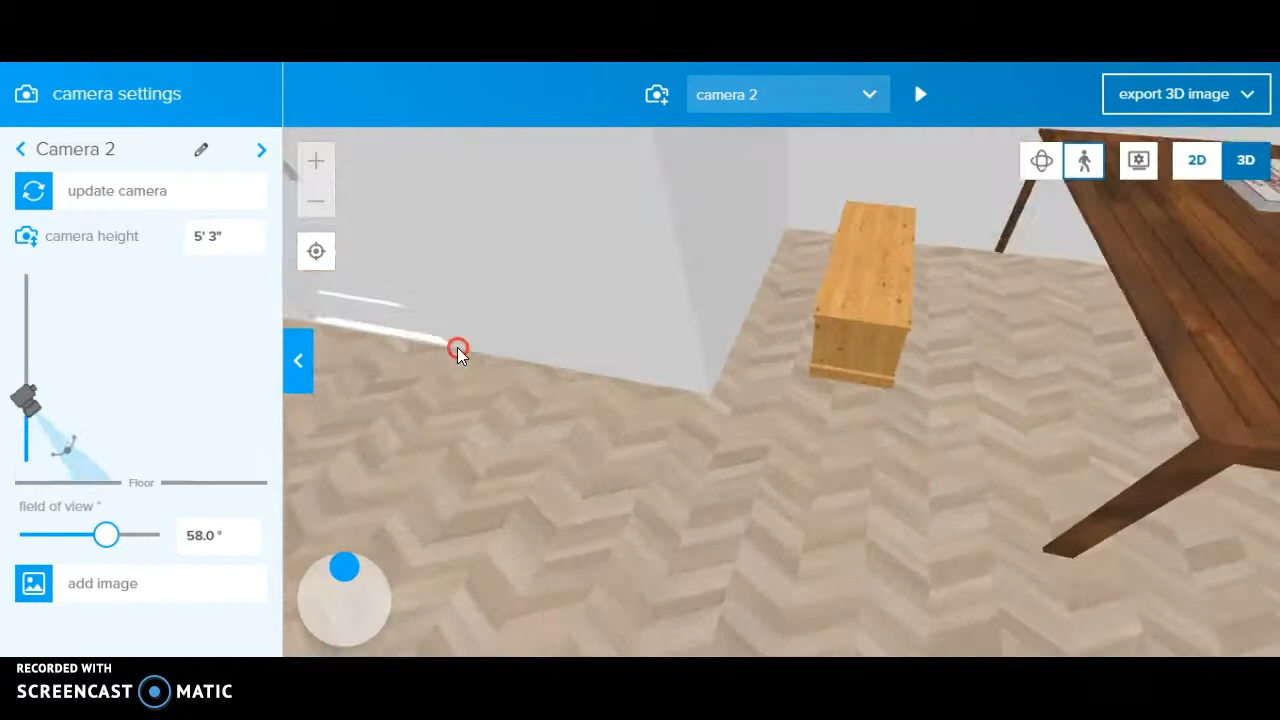 camera settings
camera 2
export 3D image
Camera 2
2D
3D
update camera
camera height
5' 3"
Floor
field of view °
58.0 °
add image
RECORDED WITH
SCREENCAST MATIC